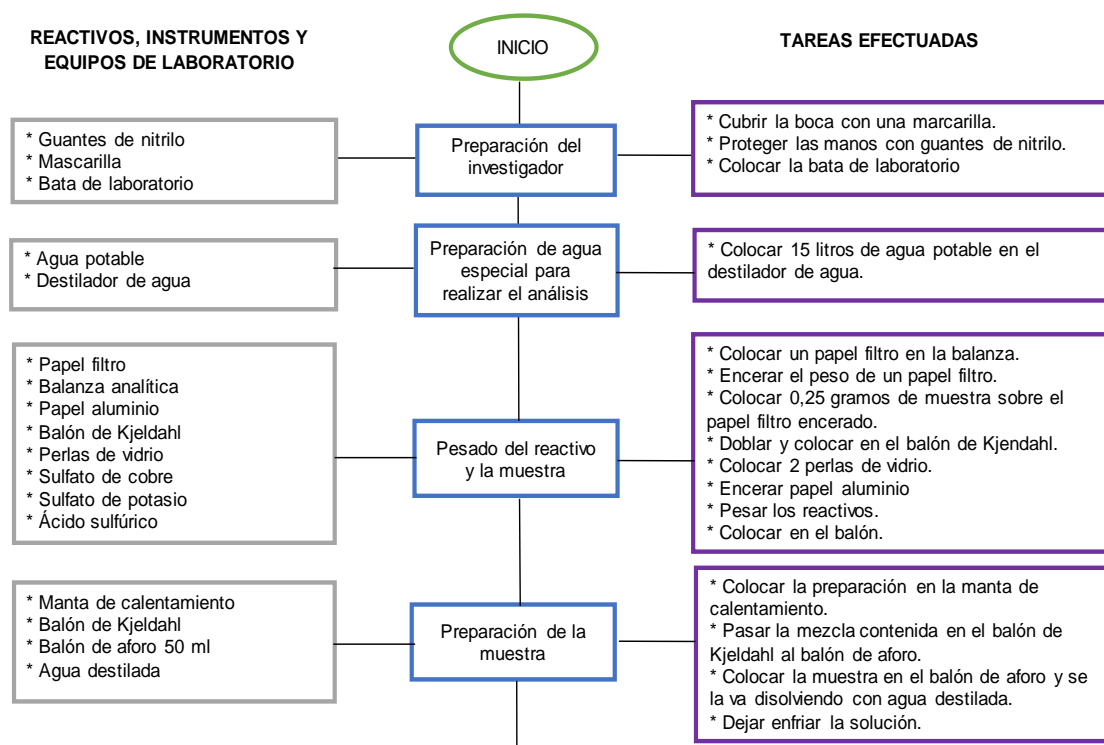 REACTIVOS, INSTRUMENTOS Y
EQUIPOS DE LABORATORIO
INICIO
TAREAS EFECTUADAS
* Guantes de nitrilo
* Mascarilla
* Bata de laboratorio
Preparación del
investigador
* Cubrir la boca con una marcarilla.
* Proteger las manos con guantes de nitrilo.
* Colocar la bata de laboratorio
* Agua potable
* Destilador de agua
Preparación de agua
especial para
realizar el análisis
* Colocar 15 litros de agua potable en el
destilador de agua.
* Papel filtro
* Balanza analítica
* Papel aluminio
* Balón de Kjeldahl
* Perlas de vidrio
* Sulfato de cobre
* Sulfato de potasio
* Ácido sulfúrico
Pesado del reactivo
y la muestra
* Colocar un papel filtro en la balanza.
* Encerar el peso de un papel filtro.
* Colocar 0,25 gramos de muestra sobre el
papel filtro encerado.
* Doblar y colocar en el balón de Kjendahl.
* Colocar 2 perlas de vidrio.
* Encerar papel aluminio
* Pesar los reactivos.
* Colocar en el balón.
* Manta de calentamiento
* Balón de Kjeldahl
* Balón de aforo 50 ml
* Agua destilada
Preparación de la
muestra
* Colocar la preparación en la manta de
calentamiento.
* Pasar la mezcla contenida en el balón de
Kjeldahl al balón de aforo.
* Colocar la muestra en el balón de aforo y se
la va disolviendo con agua destilada.
* Dejar enfriar la solución.